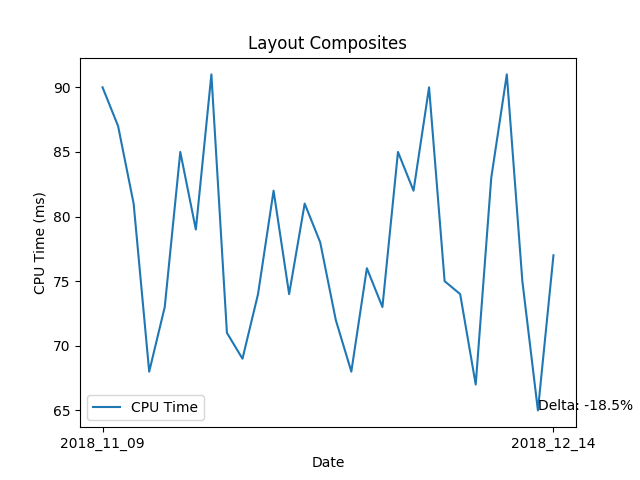 Layout Composites
90
85
80
75
70
65
CPU Time (ms)
CPU Time
Delta: -18.5%
2018_11_09
2018_12_14
Date